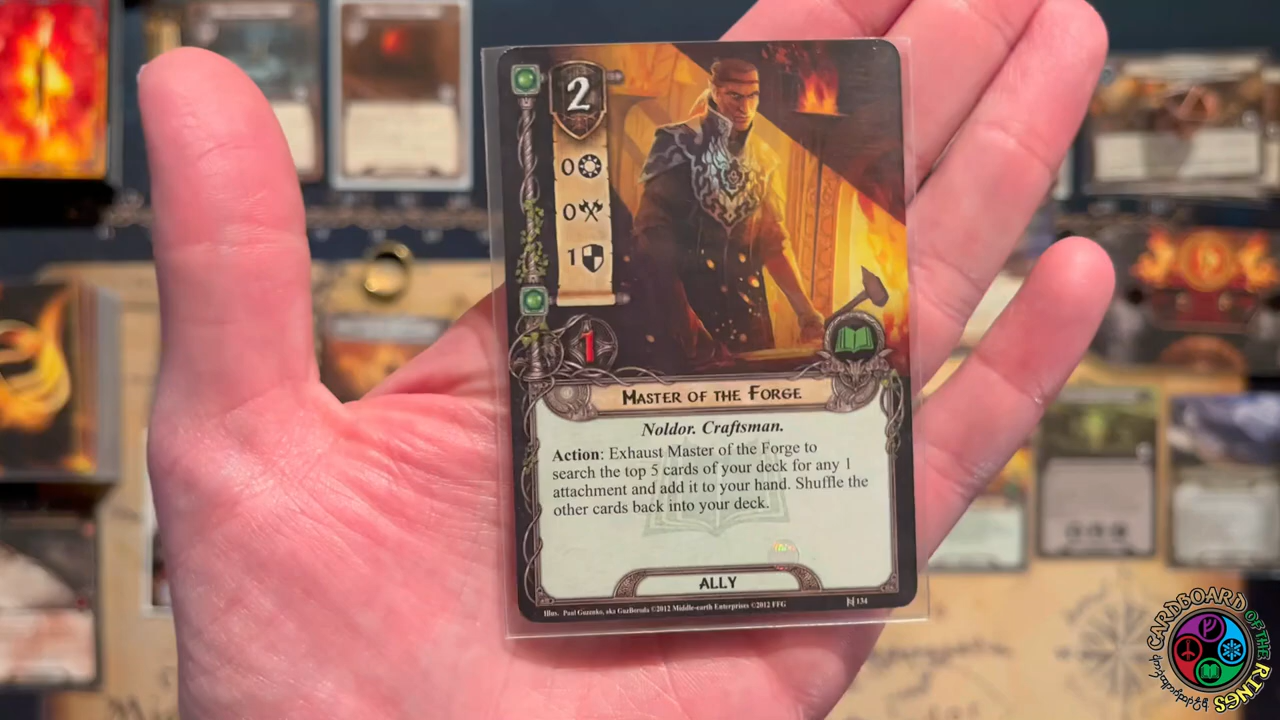 2
0
0
1
1
MASTER OF THE FORGE
Noldor. Craftsman.
Action: Exhaust Master of the Forge to
search the top 5 cards of your deck for any 1
attachment and add it to your hand. Shuffle the
other cards back into your deck.
ALLY
Illus. Paul Guzenko, aka GuzBoroda ©2012 Middle-earth Enterprises ©2012 FFG
134
CARDBOARD OF THE RINGS